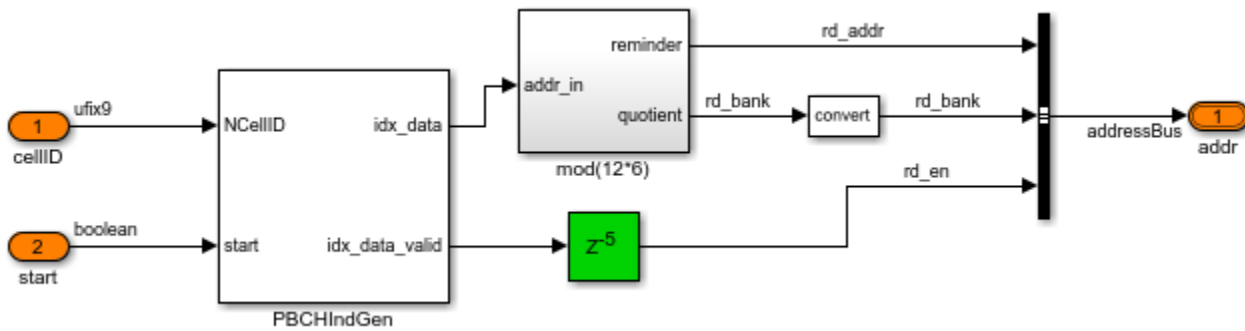 reminder
rd_addr
addr_in
ufix9
1
NCellID
idx_data
quotient
rd_bank
convert
rd_bank
1
addressBus
cellID
addr
mod(12*6)
rd_en
boolean
2
start
idx_data_valid
Z-5
start
PBCHIndGen